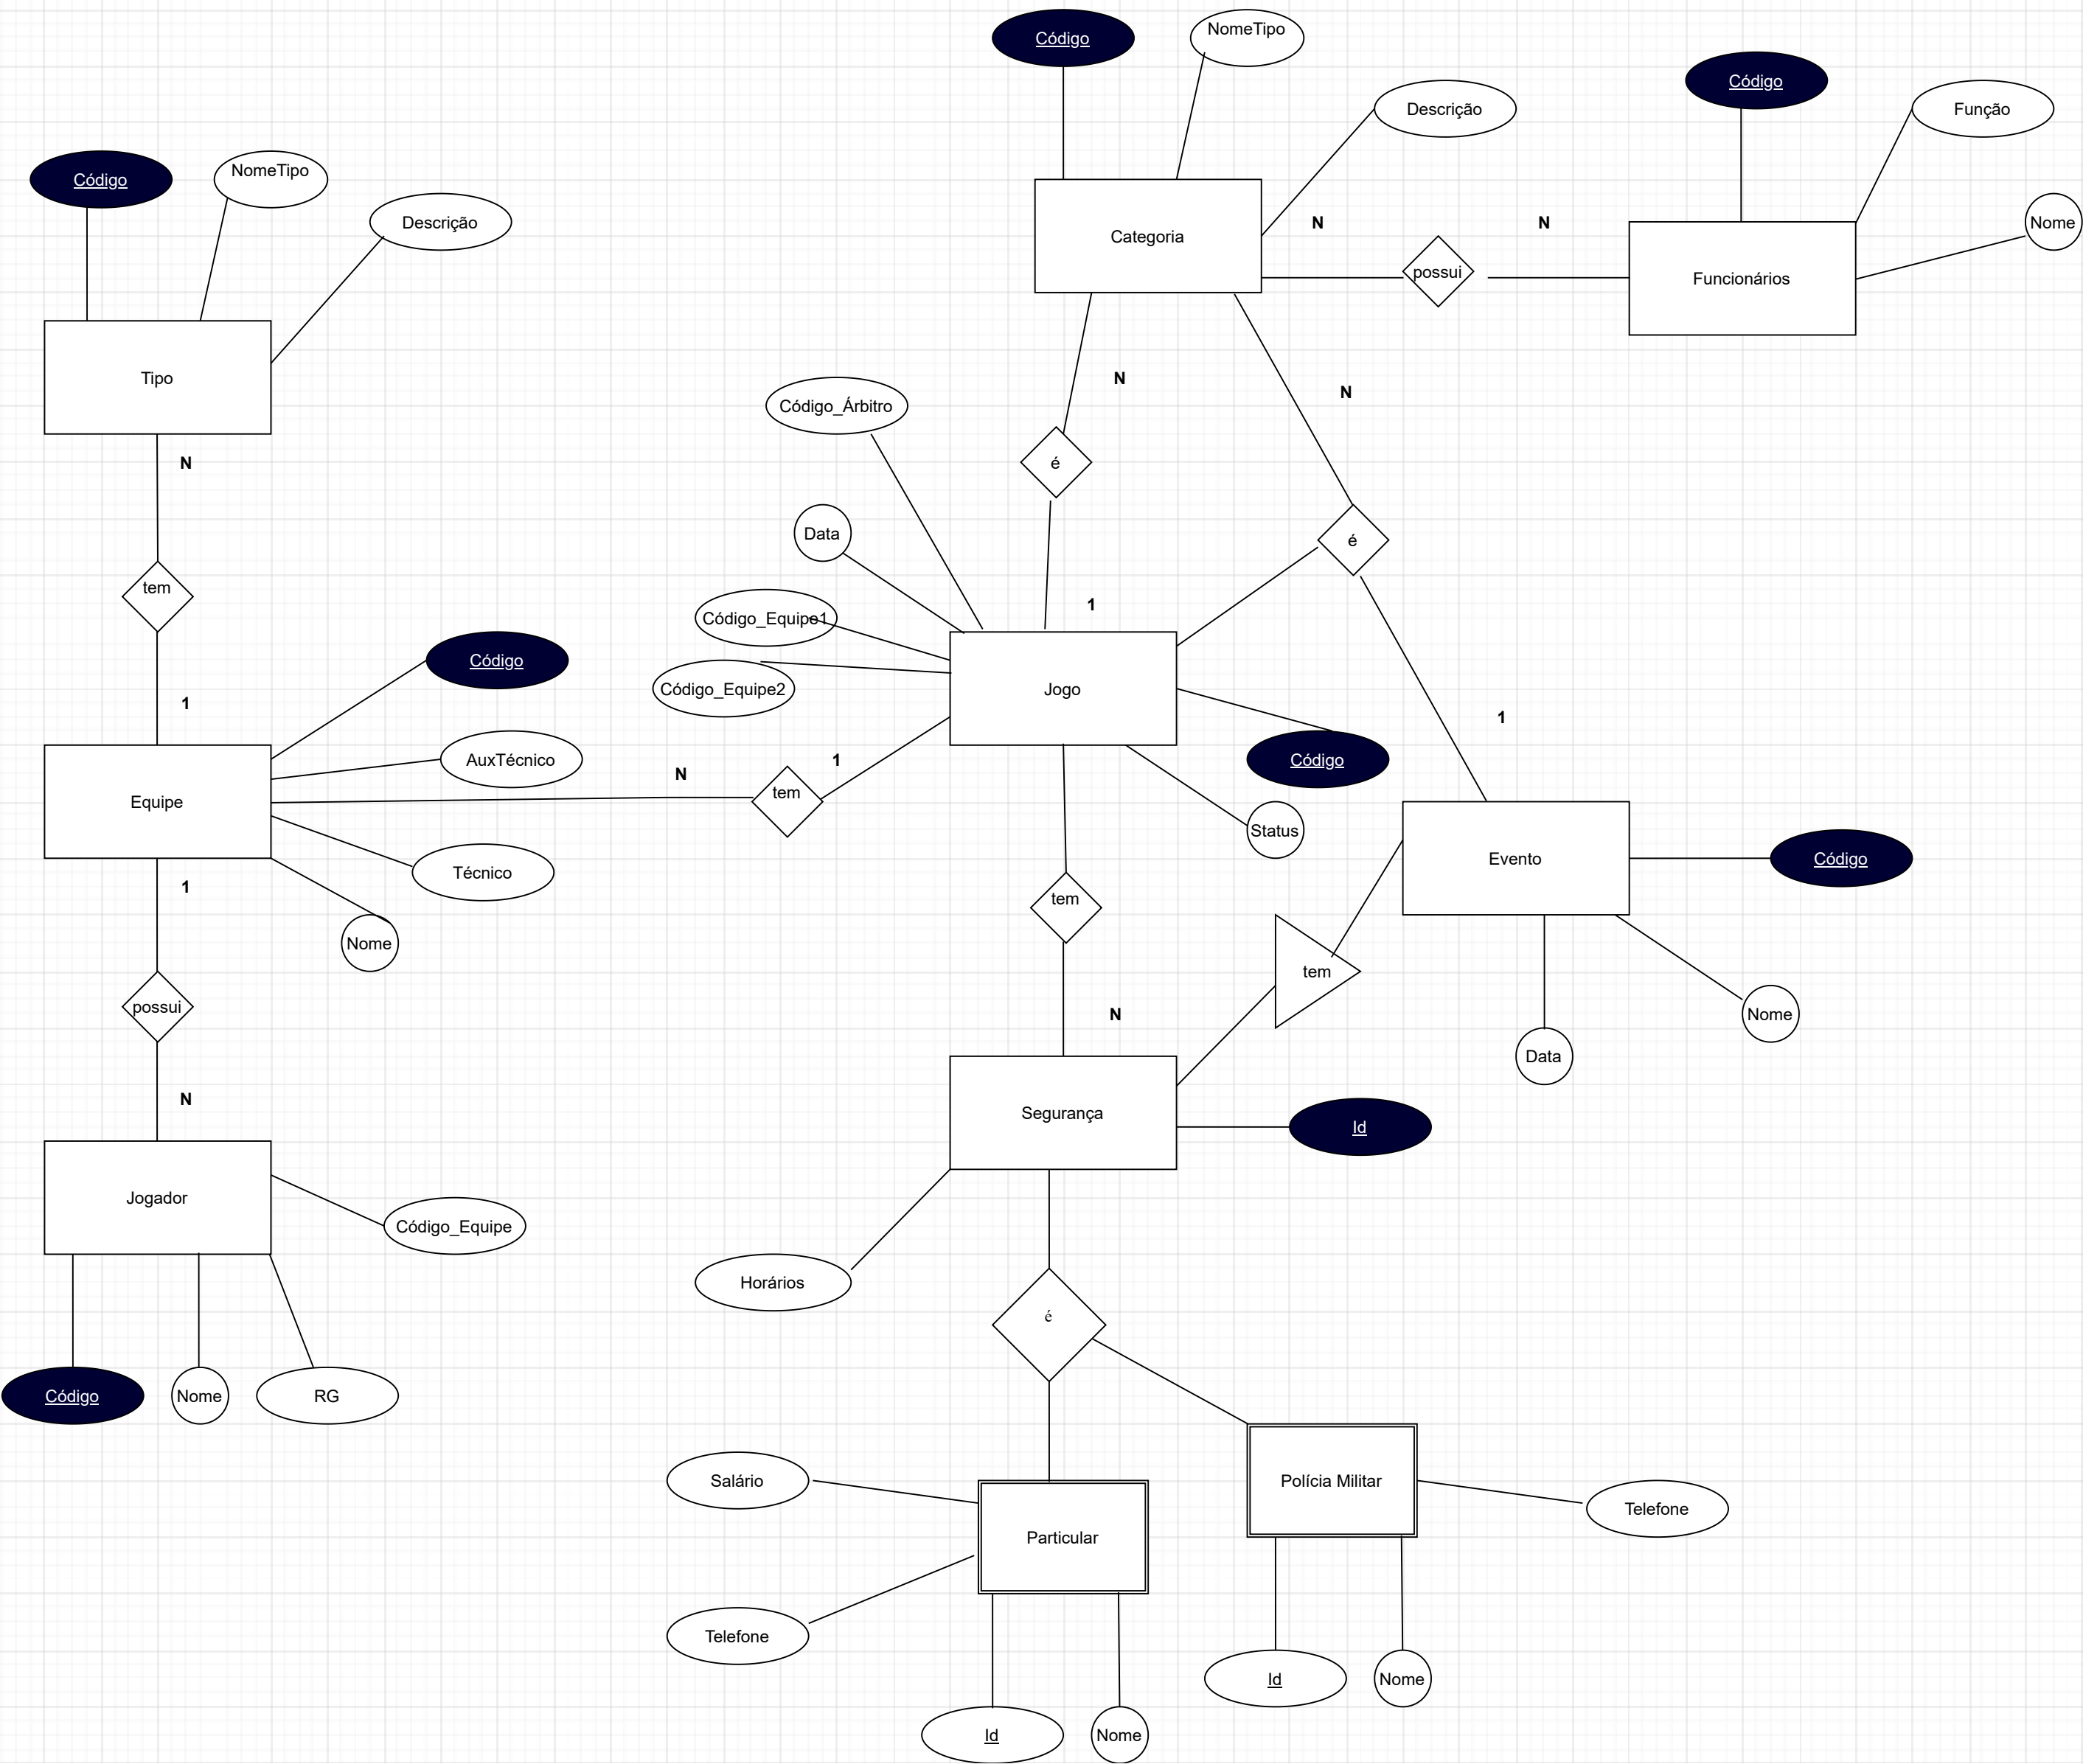 Código
NomeTipo
Código
Descrição
Função
Código
NomeTipo
Descrição
Nome
N
N
Categoria
possui
Funcionários
Tipo
N
N
Código_Árbitro
N
é
Data
é
tem
1
Código_Equipe1
Código
Código_Equipe2
Jogo
1
1
AuxTécnico
N
1
Código
tem
Equipe
Status
Evento
Código
Técnico
1
tem
Nome
tem
possui
N
Nome
Data
N
Segurança
Id
Jogador
Código_Equipe
Horários
é
Código
Nome
RG
Salário
Polícia Militar
Telefone
Particular
Telefone
Id
Nome
Id
Nome